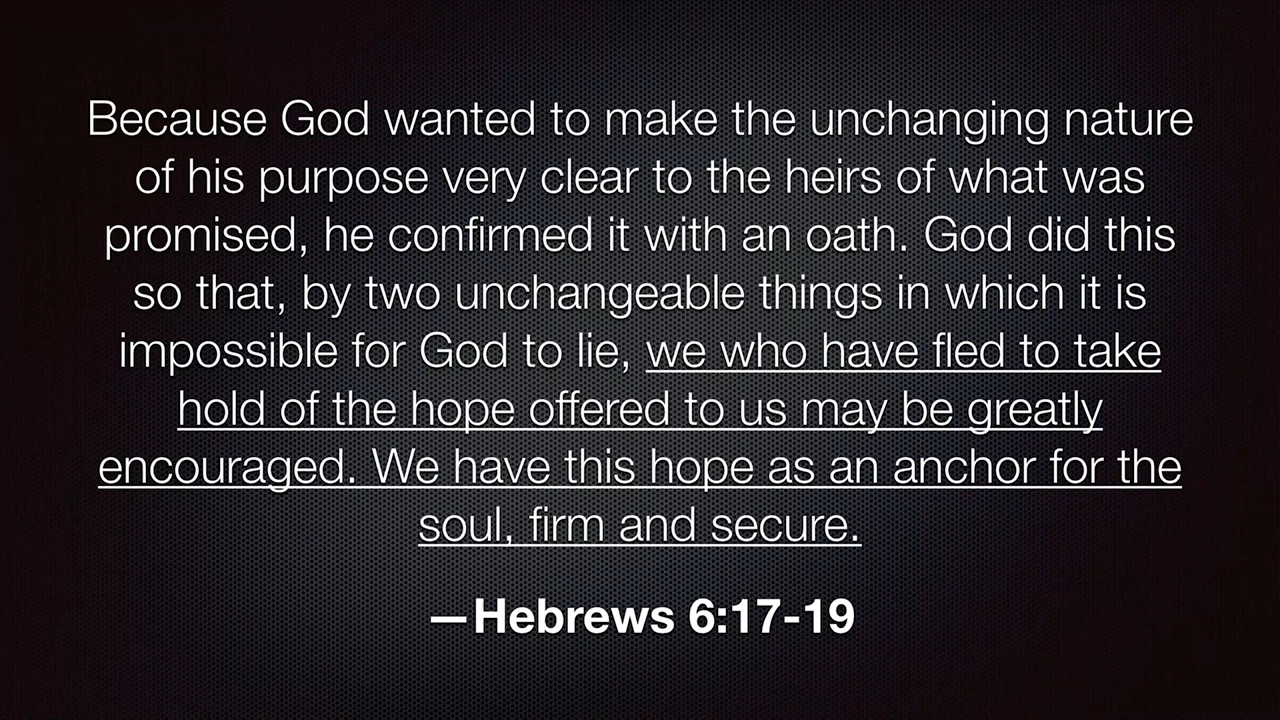 Because God wanted to make the unchanging nature
of his purpose very clear to the heirs of what was
promised, he confirmed it with an oath. God did this
so that, by two unchangeable things in which it is
impossible for God to lie, we who have fled to take
hold of the hope offered to us may be greatly
encouraged. We have this hope as an anchor for the
soul, firm and secure.
—Hebrews 6:17-19